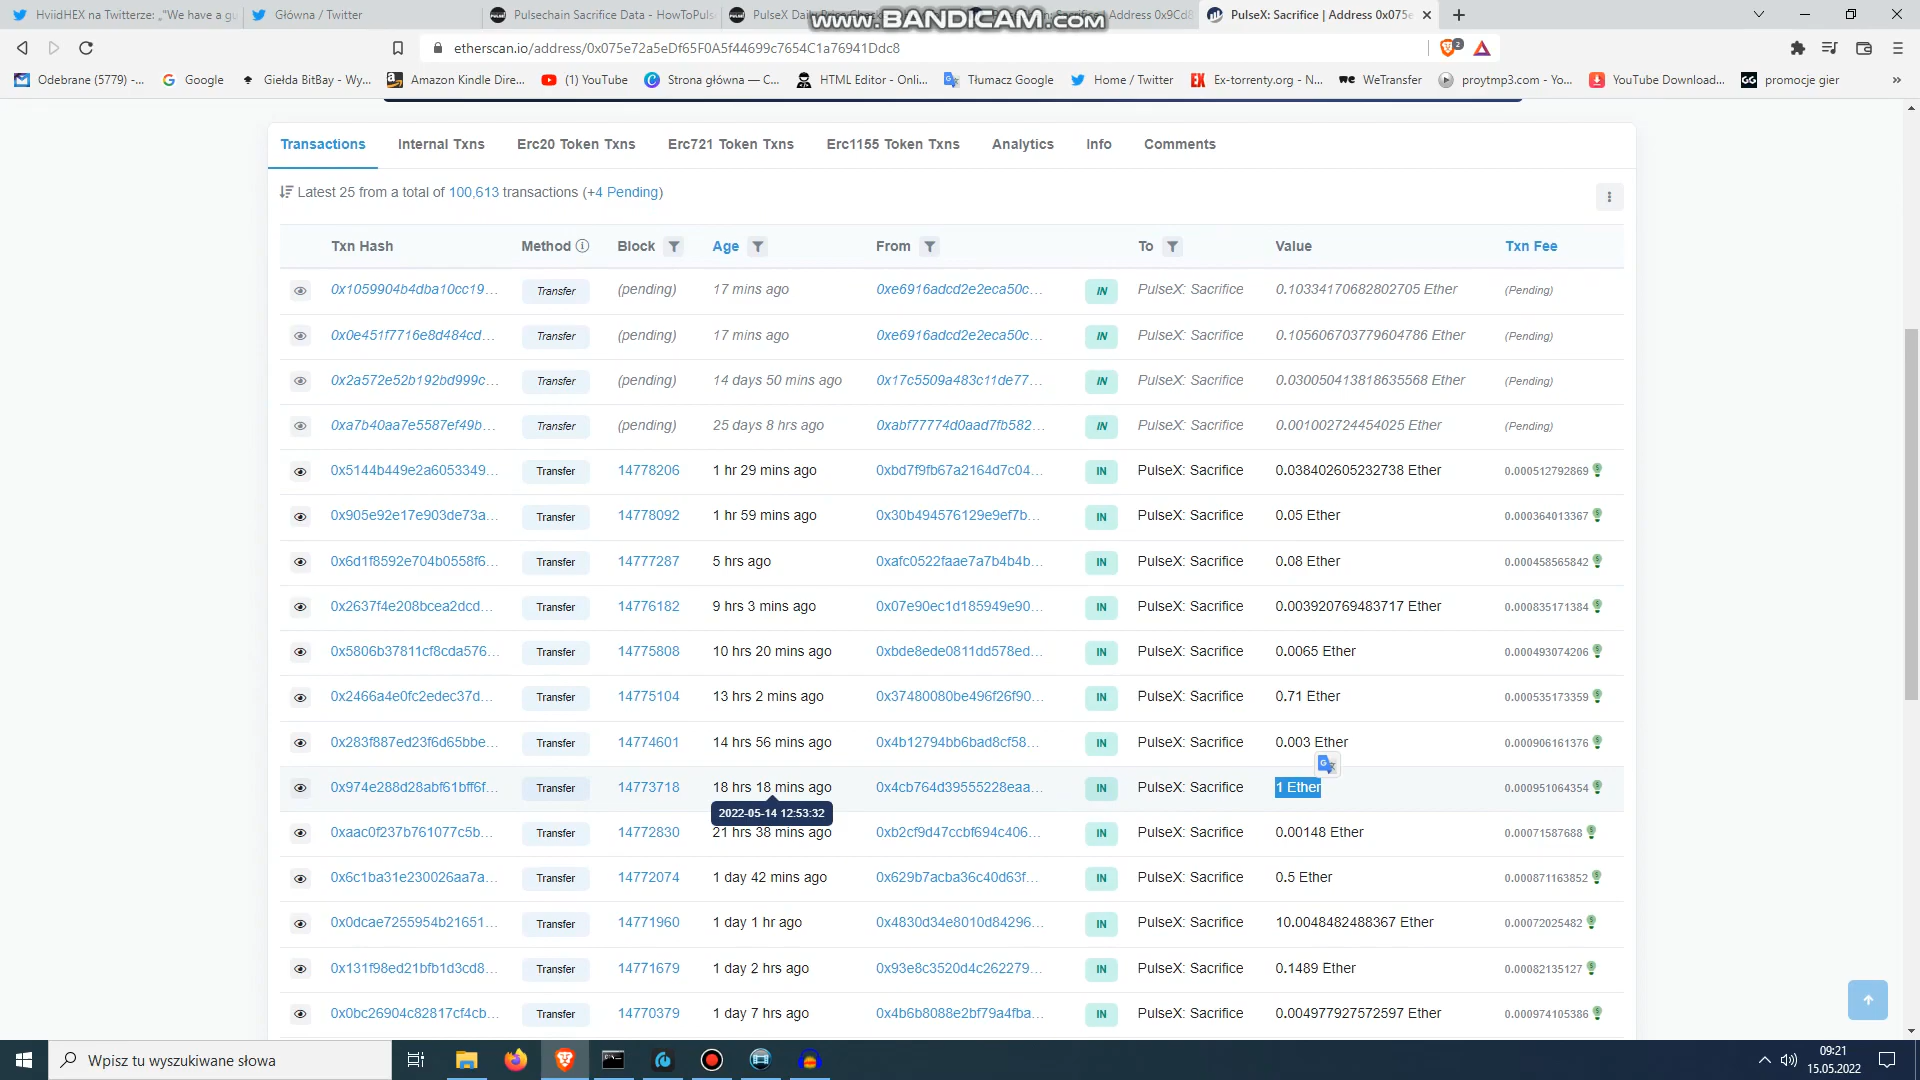 HviidHEX na Twitterze: „"We have a gu
Główna / Twitter
Pulsechain Sacrifice Data - HowToPuls
PulseX Dai
Address 0x9Cd8
PulseX: Sacrifice | Address 0x075e
www.BANDICAM.com
etherscan.io/address/0x075e72a5eDf65F0A5f44699c7654C1a76941Ddc8
2
Odebrane (5779) -...
Google
Giełda BitBay - Wy...
Amazon Kindle Dire...
(1) YouTube
Strona główna — C...
HTML Editor - Onli...
Tłumacz Google
Home / Twitter
Ex-torrenty.org - N...
WeTransfer
proytmp3.com - Yo...
YouTube Download...
promocje gier
Transactions
Internal Txns
Erc20 Token Txns
Erc721 Token Txns
Erc1155 Token Txns
Analytics
Info
Comments
Latest 25 from a total of 100,613 transactions (+4 Pending)
Txn Hash Method Block Age From To Value Txn Fee
0x1059904b4dba10cc19... Transfer (pending) 17 mins ago 0xe6916adcd2e2eca50c... IN PulseX: Sacrifice 0.10334170682802705 Ether (Pending)
0x0e451f7716e8d484cd... Transfer (pending) 17 mins ago 0xe6916adcd2e2eca50c... IN PulseX: Sacrifice 0.105606703779604786 Ether (Pending)
0x2a572e52b192bd999c... Transfer (pending) 14 days 50 mins ago 0x17c5509a483c11de77... IN PulseX: Sacrifice 0.030050413818635568 Ether (Pending)
0xa7b40aa7e5587ef49b... Transfer (pending) 25 days 8 hrs ago 0xabf77774d0aad7fb582... IN PulseX: Sacrifice 0.001002724454025 Ether (Pending)
0x5144b449e2a6053349... Transfer 14778206 1 hr 29 mins ago 0xbd7f9fb67a2164d7c04... IN PulseX: Sacrifice 0.038402605232738 Ether 0.000512792869
0x905e92e17e903de73a... Transfer 14778092 1 hr 59 mins ago 0x30b494576129e9ef7b... IN PulseX: Sacrifice 0.05 Ether 0.000364013367
0x6d1f8592e704b0558f6... Transfer 14777287 5 hrs ago 0xafc0522faae7a7b4b4b... IN PulseX: Sacrifice 0.08 Ether 0.000458565842
0x2637f4e208bcea2dcd... Transfer 14776182 9 hrs 3 mins ago 0x07e90ec1d185949e90... IN PulseX: Sacrifice 0.003920769483717 Ether 0.000835171384
0x5806b37811cf8cda576... Transfer 14775808 10 hrs 20 mins ago 0xbde8ede0811dd578ed... IN PulseX: Sacrifice 0.0065 Ether 0.000493074206
0x2466a4e0fc2edec37d... Transfer 14775104 13 hrs 2 mins ago 0x37480080be496f26f90... IN PulseX: Sacrifice 0.71 Ether 0.000535173359
0x283f887ed23f6d65bbe... Transfer 14774601 14 hrs 56 mins ago 0x4b12794bb6bad8cf58... IN PulseX: Sacrifice 0.003 Ether 0.000906161376
0x974e288d28abf61bff6f... Transfer 14773718 18 hrs 18 mins ago 0x4cb764d39555228eaa... IN PulseX: Sacrifice 1 Ether 0.000951064354
2022-05-14 12:53:32
0xaac0f237b761077c5b... Transfer 14772830 21 hrs 38 mins ago 0xb2cf9d47ccbf694c406... IN PulseX: Sacrifice 0.00148 Ether 0.00071587688
0x6c1ba31e230026aa7a... Transfer 14772074 1 day 42 mins ago 0x629b7acba36c40d63f... IN PulseX: Sacrifice 0.5 Ether 0.000871163852
0x0dcae7255954b21651... Transfer 14771960 1 day 1 hr ago 0x4830d34e8010d84296... IN PulseX: Sacrifice 10.0048482488367 Ether 0.00072025482
0x131f98ed21bfb1d3cd8... Transfer 14771679 1 day 2 hrs ago 0x93e8c3520d4c262279... IN PulseX: Sacrifice 0.1489 Ether 0.00082135127
0x0bc26904c82817cf4cb... Transfer 14770379 1 day 7 hrs ago 0x4b6b8088e2bf79a4fba... IN PulseX: Sacrifice 0.004977927572597 Ether 0.000974105386
Wpisz tu wyszukiwane słowa
09:21
15.05.2022